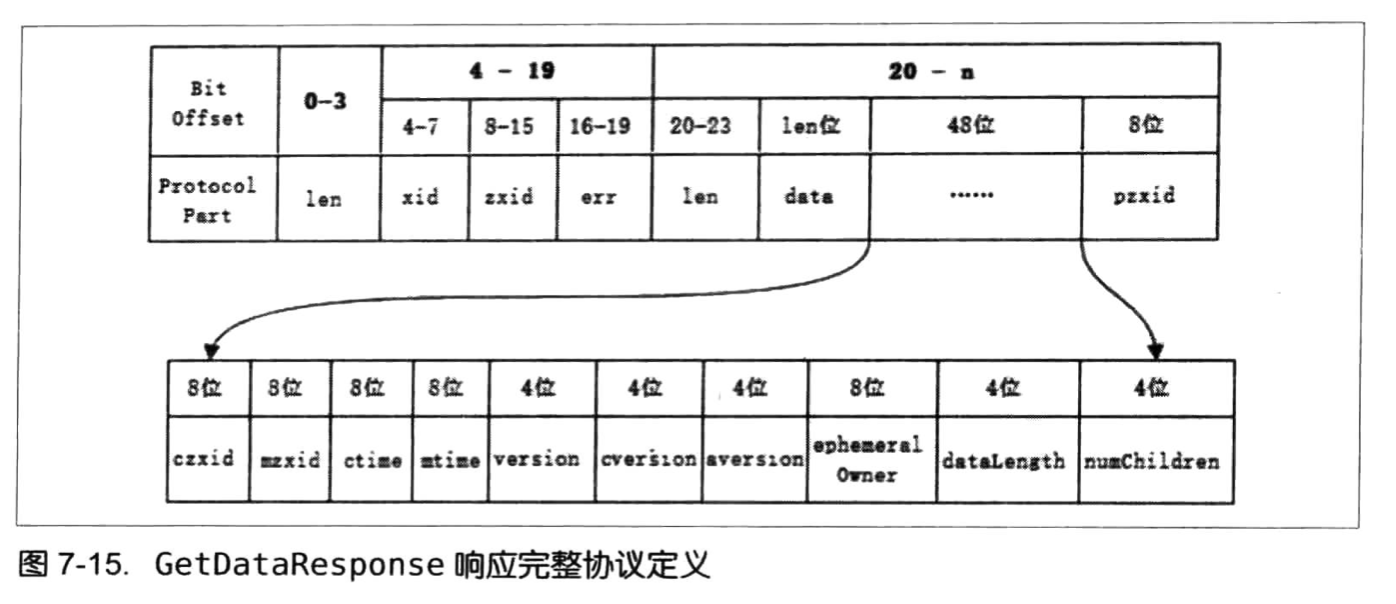 Bit Offset 0-3 4 - 19 20 - n
4-7 8-15 16-19 20-23 len位 48位 8位
Protocol Part len xid zxid err len data ...... pzxid
8位 8位 8位 8位 4位 4位 4位 8位 4位 4位
czxid mzxid ctime mtime version cversion aversion ephemeral Owner dataLength numChildren
图 7-15. GetDataResponse 响应完整协议定义